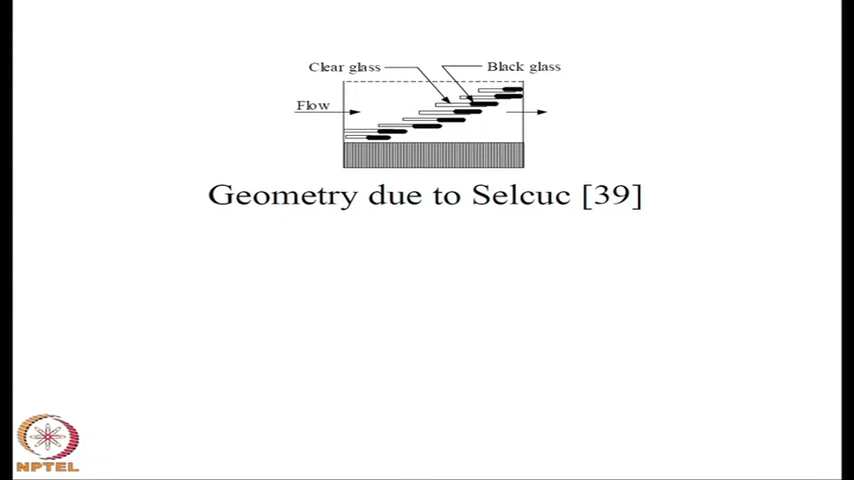 Clear glass
Black glass
Flow
Geometry due to Selcuc [39]
NPTEL